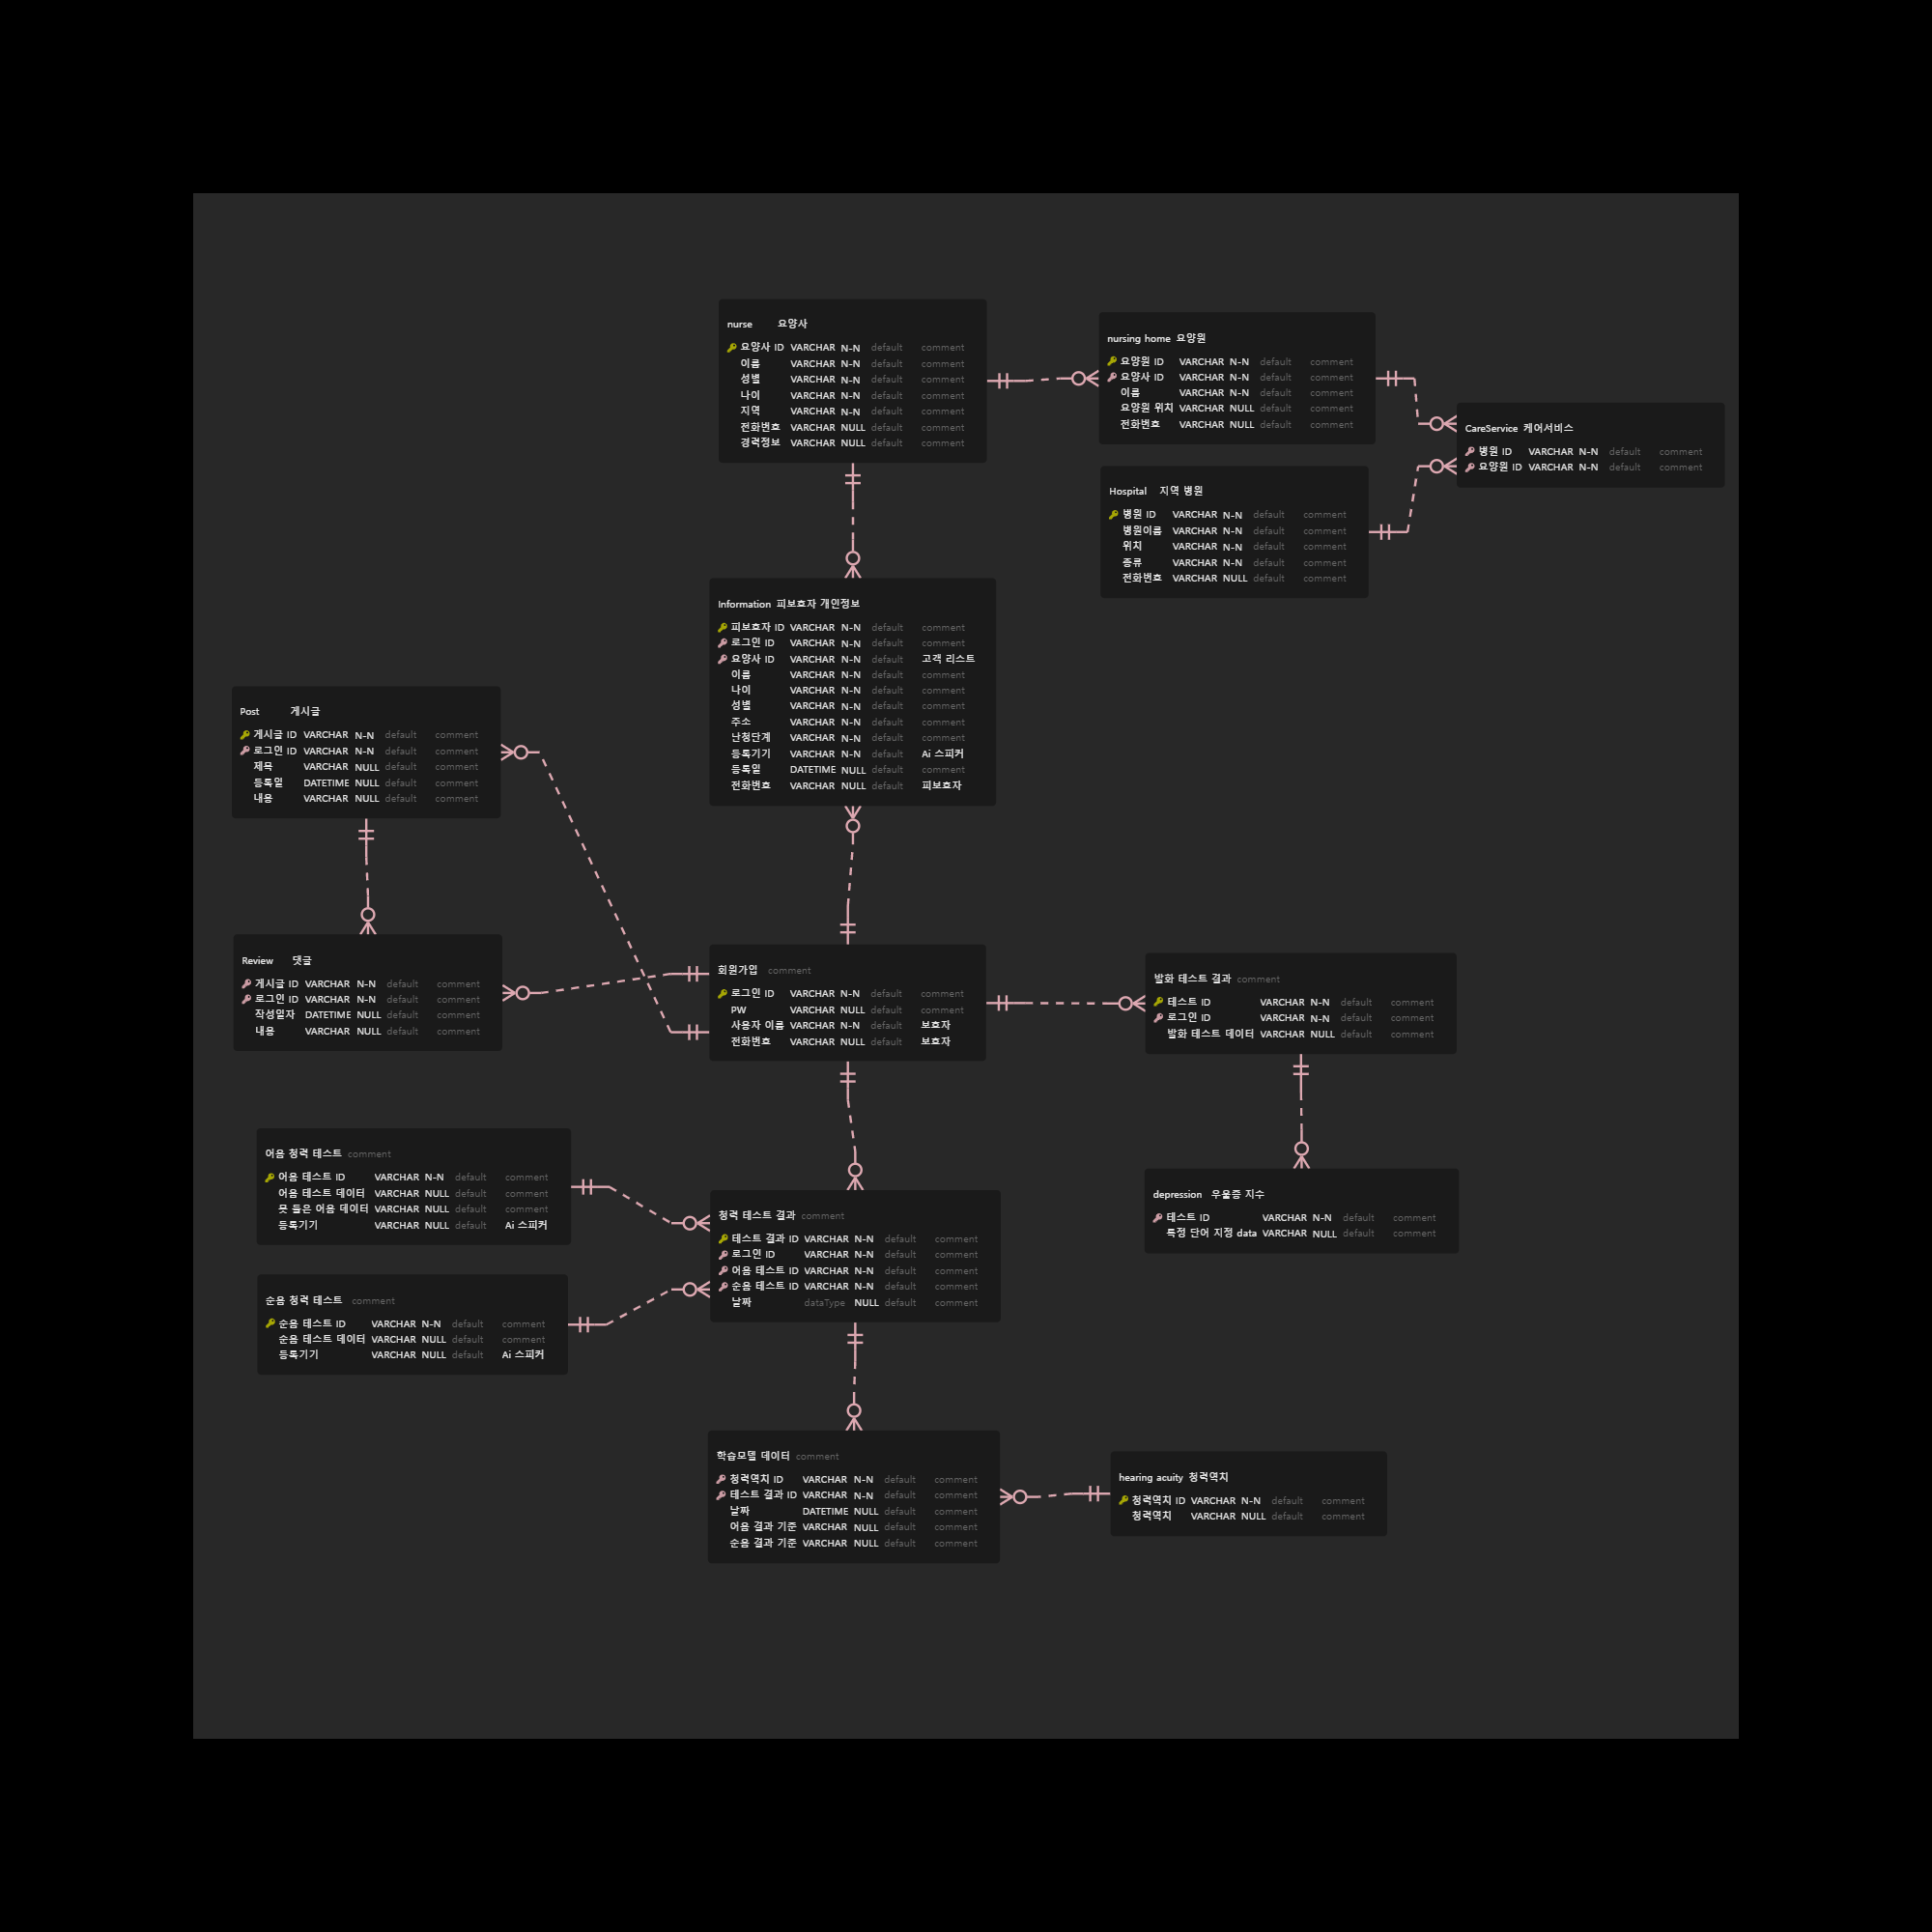 nurse 요양사
요양사 ID VARCHAR N-N default comment
이름 VARCHAR N-N default comment
성별 VARCHAR N-N default comment
나이 VARCHAR N-N default comment
지역 VARCHAR N-N default comment
전화번호 VARCHAR NULL default comment
경력정보 VARCHAR NULL default comment
nursing home 요양원
요양원 ID VARCHAR N-N default comment
요양사 ID VARCHAR N-N default comment
이름 VARCHAR N-N default comment
요양원 위치 VARCHAR NULL default comment
전화번호 VARCHAR NULL default comment
CareService 케어서비스
병원 ID VARCHAR N-N default comment
요양원 ID VARCHAR N-N default comment
Hospital 지역 병원
병원 ID VARCHAR N-N default comment
병원이름 VARCHAR N-N default comment
위치 VARCHAR N-N default comment
종류 VARCHAR N-N default comment
전화번호 VARCHAR NULL default comment
Information 피보호자 개인정보
피보호자 ID VARCHAR N-N default comment
로그인 ID VARCHAR N-N default comment
요양사 ID VARCHAR N-N default 고객 리스트
이름 VARCHAR N-N default comment
나이 VARCHAR N-N default comment
성별 VARCHAR N-N default comment
주소 VARCHAR N-N default comment
난청단계 VARCHAR N-N default comment
등록기기 VARCHAR N-N default Ai 스피커
등록일 DATETIME NULL default comment
전화번호 VARCHAR NULL default 피보호자
Post 게시글
게시글 ID VARCHAR N-N default comment
로그인 ID VARCHAR N-N default comment
제목 VARCHAR NULL default comment
등록일 DATETIME NULL default comment
내용 VARCHAR NULL default comment
Review 댓글
게시글 ID VARCHAR N-N default comment
로그인 ID VARCHAR N-N default comment
작성일자 DATETIME NULL default comment
내용 VARCHAR NULL default comment
회원가입 comment
로그인 ID VARCHAR N-N default comment
PW VARCHAR NULL default comment
사용자 이름 VARCHAR N-N default 보호자
전화번호 VARCHAR NULL default 보호자
발화 테스트 결과 comment
테스트 ID VARCHAR N-N default comment
로그인 ID VARCHAR N-N default comment
발화 테스트 데이터 VARCHAR NULL default comment
어음 청력 테스트 comment
어음 테스트 ID VARCHAR N-N default comment
어음 테스트 데이터 VARCHAR NULL default comment
못 들은 어음 데이터 VARCHAR NULL default comment
등록기기 VARCHAR NULL default Ai 스피커
depression 우울증 지수
테스트 ID VARCHAR N-N default comment
특정 단어 지정 data VARCHAR NULL default comment
청력 테스트 결과 comment
테스트 결과 ID VARCHAR N-N default comment
로그인 ID VARCHAR N-N default comment
어음 테스트 ID VARCHAR N-N default comment
순음 테스트 ID VARCHAR N-N default comment
날짜 dataType NULL default comment
순음 청력 테스트 comment
순음 테스트 ID VARCHAR N-N default comment
순음 테스트 데이터 VARCHAR NULL default comment
등록기기 VARCHAR NULL default Ai 스피커
학습모델 데이터 comment
청력역치 ID VARCHAR N-N default comment
테스트 결과 ID VARCHAR N-N default comment
날짜 DATETIME NULL default comment
어음 결과 기준 VARCHAR NULL default comment
순음 결과 기준 VARCHAR NULL default comment
hearing acuity 청력역치
청력역치 ID VARCHAR N-N default comment
청력역치 VARCHAR NULL default comment